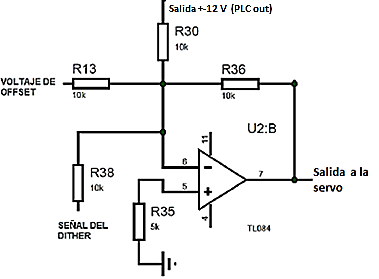 Salida +-12 V (PLC out)
R30
10k
R13
10k
R36
10k
VOLTAJE DE
OFFSET
U2:B
11
6
7
5
4
TL084
R38
10k
R35
5k
SEÑAL DEL
DITHER
Salida a la
servo